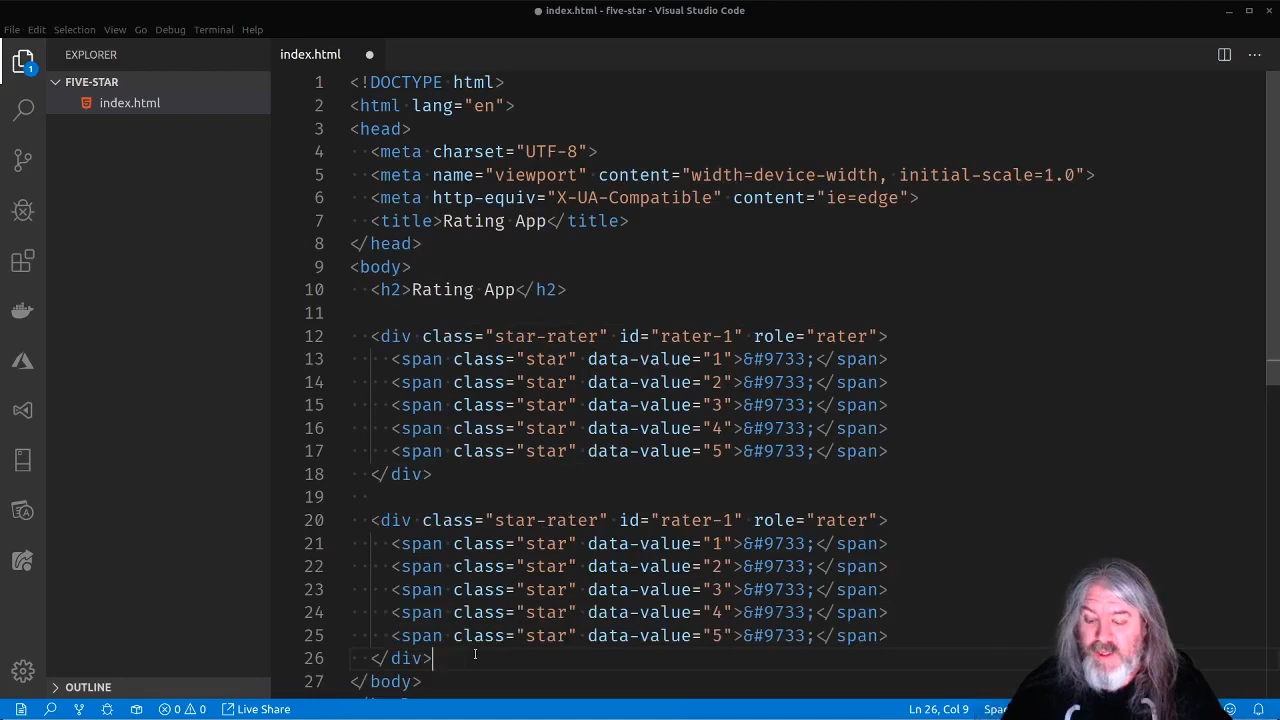 ● index.html - five-star - Visual Studio Code
File Edit Selection View Go Debug Terminal Help
EXPLORER
index.html ●
FIVE-STAR
index.html
1
1 <!DOCTYPE html>
2 <html lang="en">
3 <head>
4 <meta charset="UTF-8">
5 <meta name="viewport" content="width=device-width, initial-scale=1.0">
6 <meta http-equiv="X-UA-Compatible" content="ie=edge">
7 <title>Rating App</title>
8 </head>
9 <body>
10 <h2>Rating App</h2>
11
12 <div class="star-rater" id="rater-1" role="rater">
13 <span class="star" data-value="1">&#9733;</span>
14 <span class="star" data-value="2">&#9733;</span>
15 <span class="star" data-value="3">&#9733;</span>
16 <span class="star" data-value="4">&#9733;</span>
17 <span class="star" data-value="5">&#9733;</span>
18 </div>
19
20 <div class="star-rater" id="rater-1" role="rater">
21 <span class="star" data-value="1">&#9733;</span>
22 <span class="star" data-value="2">&#9733;</span>
23 <span class="star" data-value="3">&#9733;</span>
24 <span class="star" data-value="4">&#9733;</span>
25 <span class="star" data-value="5">&#9733;</span>
26 </div>
27 </body>
OUTLINE
0 0 Live Share
Ln 26, Col 9